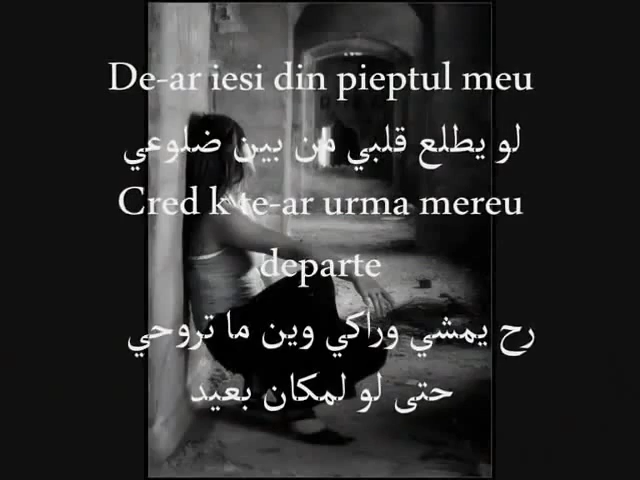 De-ar iesi din pieptul meu
لو يطلع قلبي من بين ضلوعي
Cred k te-ar urma mereu
departe
رح يمشي وراكي وين ما تروحي
حتى لو لمكان بعيد